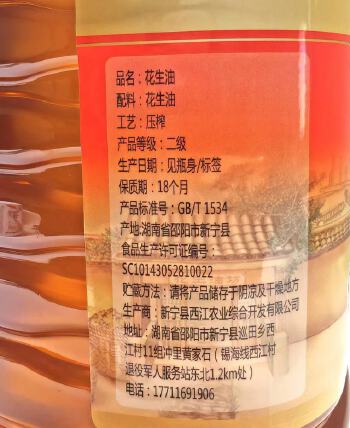 品名：花生油
配料：花生油
工艺：压榨
产品等级：二级
生产日期：见瓶身/标签
保质期：18个月
产品标准号：GB/T 1534
产地:湖南省邵阳市新宁县
食品生产许可证编号：
SC10143052810022
贮藏方法：请将产品储存于阴凉及干燥地方
生产商：新宁县西江农业综合开发有限公司
地址：湖南省邵阳市新宁县巡田乡西
江村11组冲里黄家石（锡海线西江村
退役军人服务站东北1.2km处）
电话：17711691906